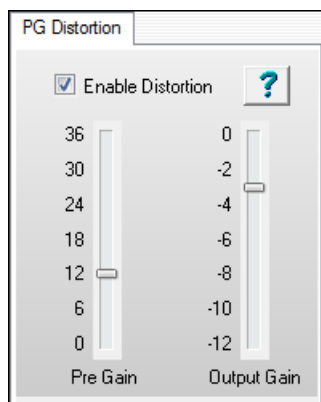 PG Distortion
Enable Distortion ?
36 0
30 -2
24 -4
18 -6
12 -8
6 -10
0 -12
Pre Gain Output Gain